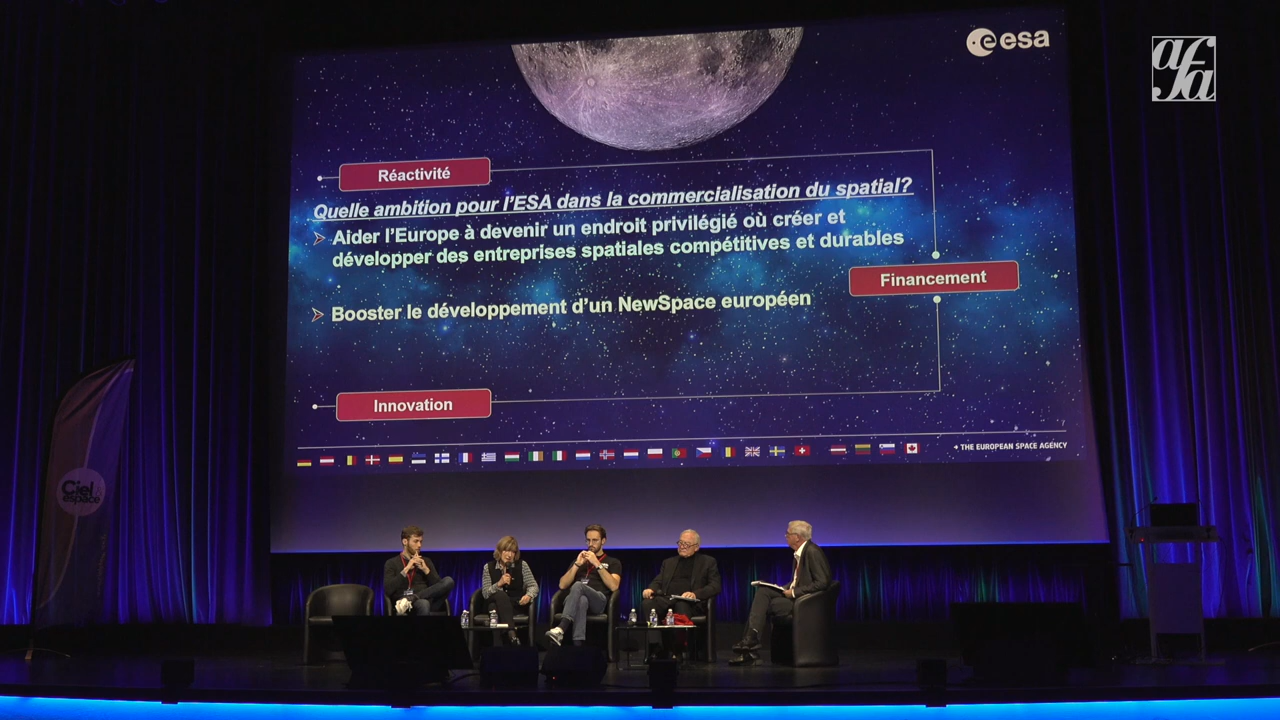 esa
afa
Réactivité
Quelle ambition pour l'ESA dans la commercialisation du spatial?
Aider l'Europe à devenir un endroit privilégié où créer et
développer des entreprises spatiales compétitives et durables
Financement
Booster le développement d'un NewSpace européen
Innovation
THE EUROPEAN SPACE AGENCY
Ciel &
espace